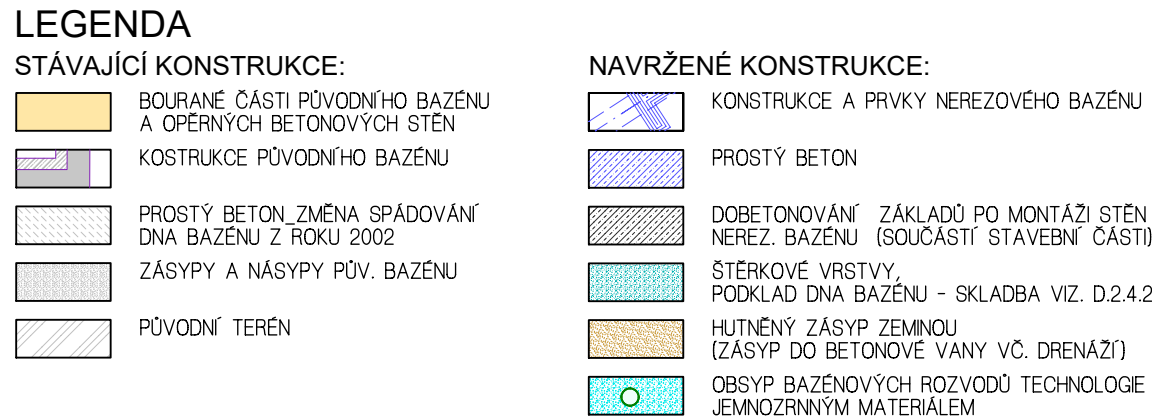 LEGENDA
STÁVAJÍCÍ KONSTRUKCE:
BOURANÉ ČÁSTI PŮVODNÍHO BAZÉNU
A OPĚRNÝCH BETONOVÝCH STĚN
KOSTRUKCE PŮVODNÍHO BAZÉNU
PROSTÝ BETON_ZMĚNA SPÁDOVÁNÍ
DNA BAZÉNU Z ROKU 2002
ZÁSYPY A NÁSYPY PŮV. BAZÉNU
PŮVODNÍ TERÉN
NAVRŽENÉ KONSTRUKCE:
KONSTRUKCE A PRVKY NEREZOVÉHO BAZÉNU
PROSTÝ BETON
DOBETONOVÁNÍ ZÁKLADŮ PO MONTÁŽI STĚN
NEREZ. BAZÉNU (SOUČÁSTÍ STAVEBNÍ ČÁSTI)
ŠTĚRKOVÉ VRSTVY,
PODKLAD DNA BAZÉNU - SKLADBA VIZ. D.2.4.2
HUTNĚNÝ ZÁSYP ZEMINOU
(ZÁSYP DO BETONOVÉ VANY VČ. DRENÁŽÍ)
OBSYP BAZÉNOVÝCH ROZVODŮ TECHNOLOGIE
JEMNOZRNNÝM MATERIÁLEM